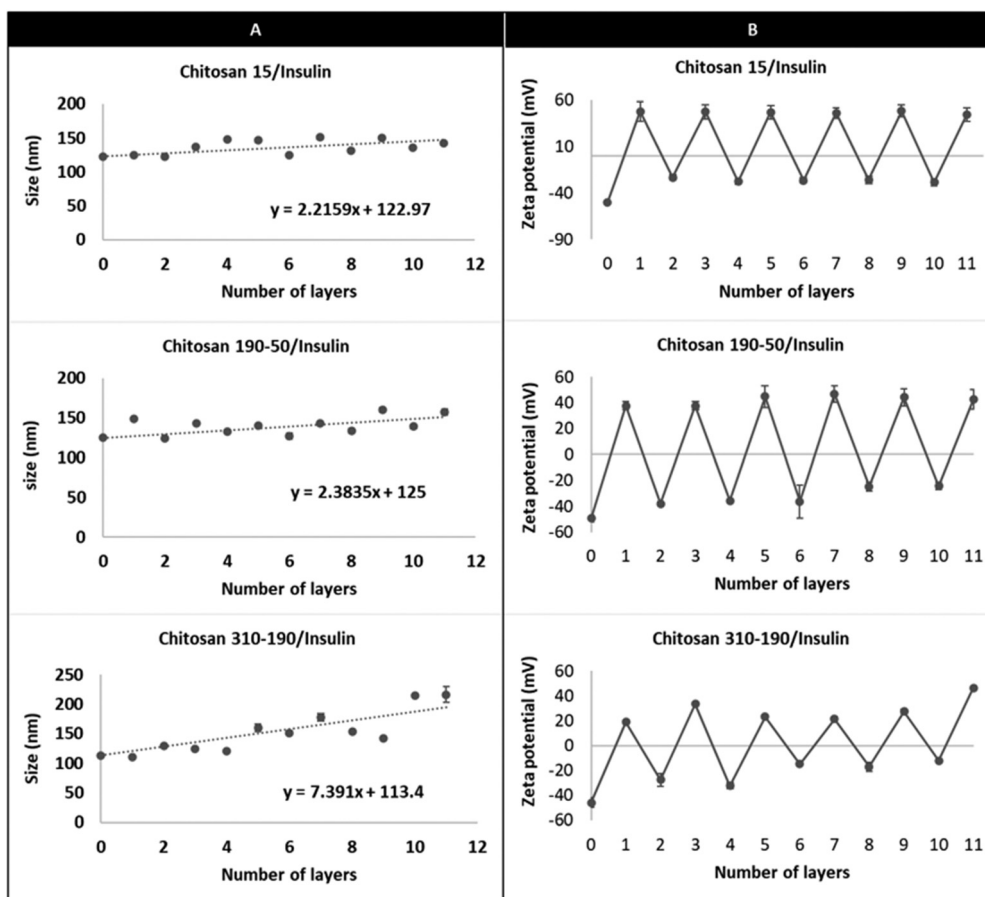 A
B
Chitosan 15/Insulin
Size (nm)
200
150
100
50
0
y = 2.2159x + 122.97
0 2 4 6 8 10 12
Number of layers
Chitosan 15/Insulin
Zeta potential (mV)
60
10
-40
-90
0 1 2 3 4 5 6 7 8 9 10 11
Number of layers
Chitosan 190-50/Insulin
size (nm)
200
150
100
50
0
y = 2.3835x + 125
0 2 4 6 8 10 12
Number of layers
Chitosan 190-50/Insulin
Zeta potential (mV)
60
40
20
0
-20
-40
-60
0 1 2 3 4 5 6 7 8 9 10 11
Number of layers
Chitosan 310-190/Insulin
Size (nm)
250
200
150
100
50
0
y = 7.391x + 113.4
0 2 4 6 8 10 12
Number of layers
Chitosan 310-190/Insulin
Zeta potential (mV)
60
40
20
0
-20
-40
-60
0 1 2 3 4 5 6 7 8 9 10 11
Number of layers